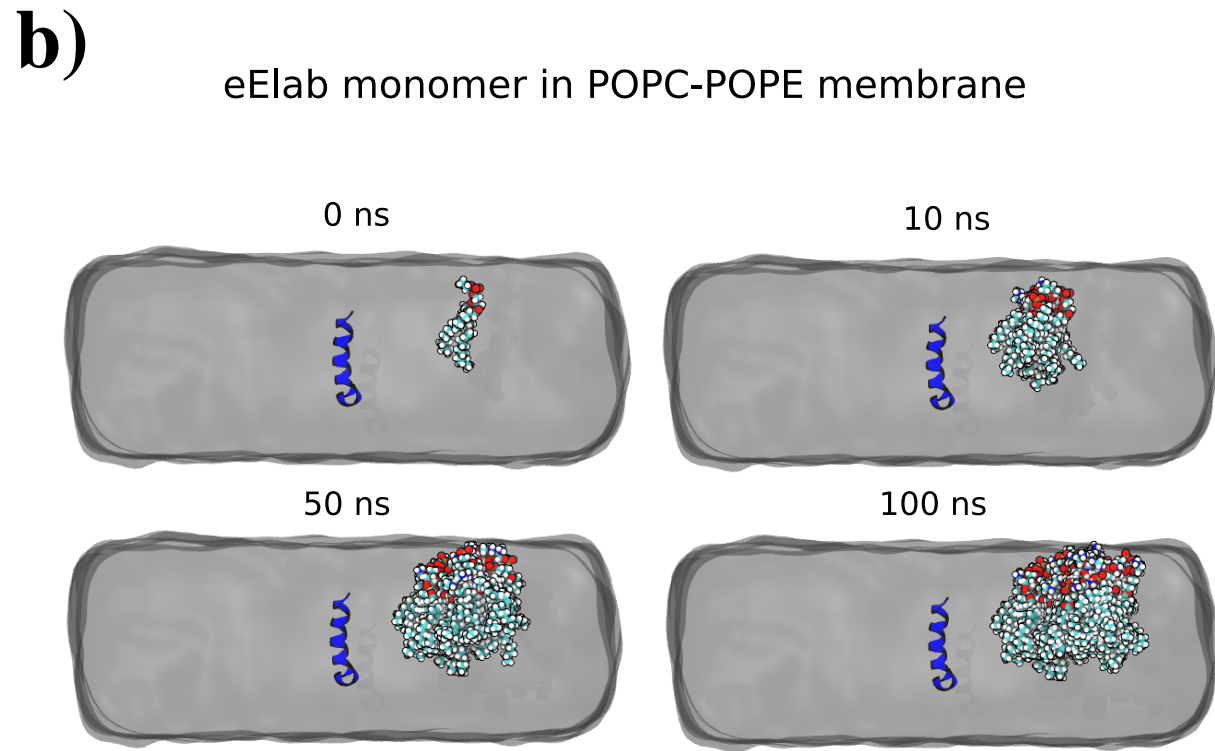 b)
eElab monomer in POPC-POPE membrane
0 ns
10 ns
50 ns
100 ns